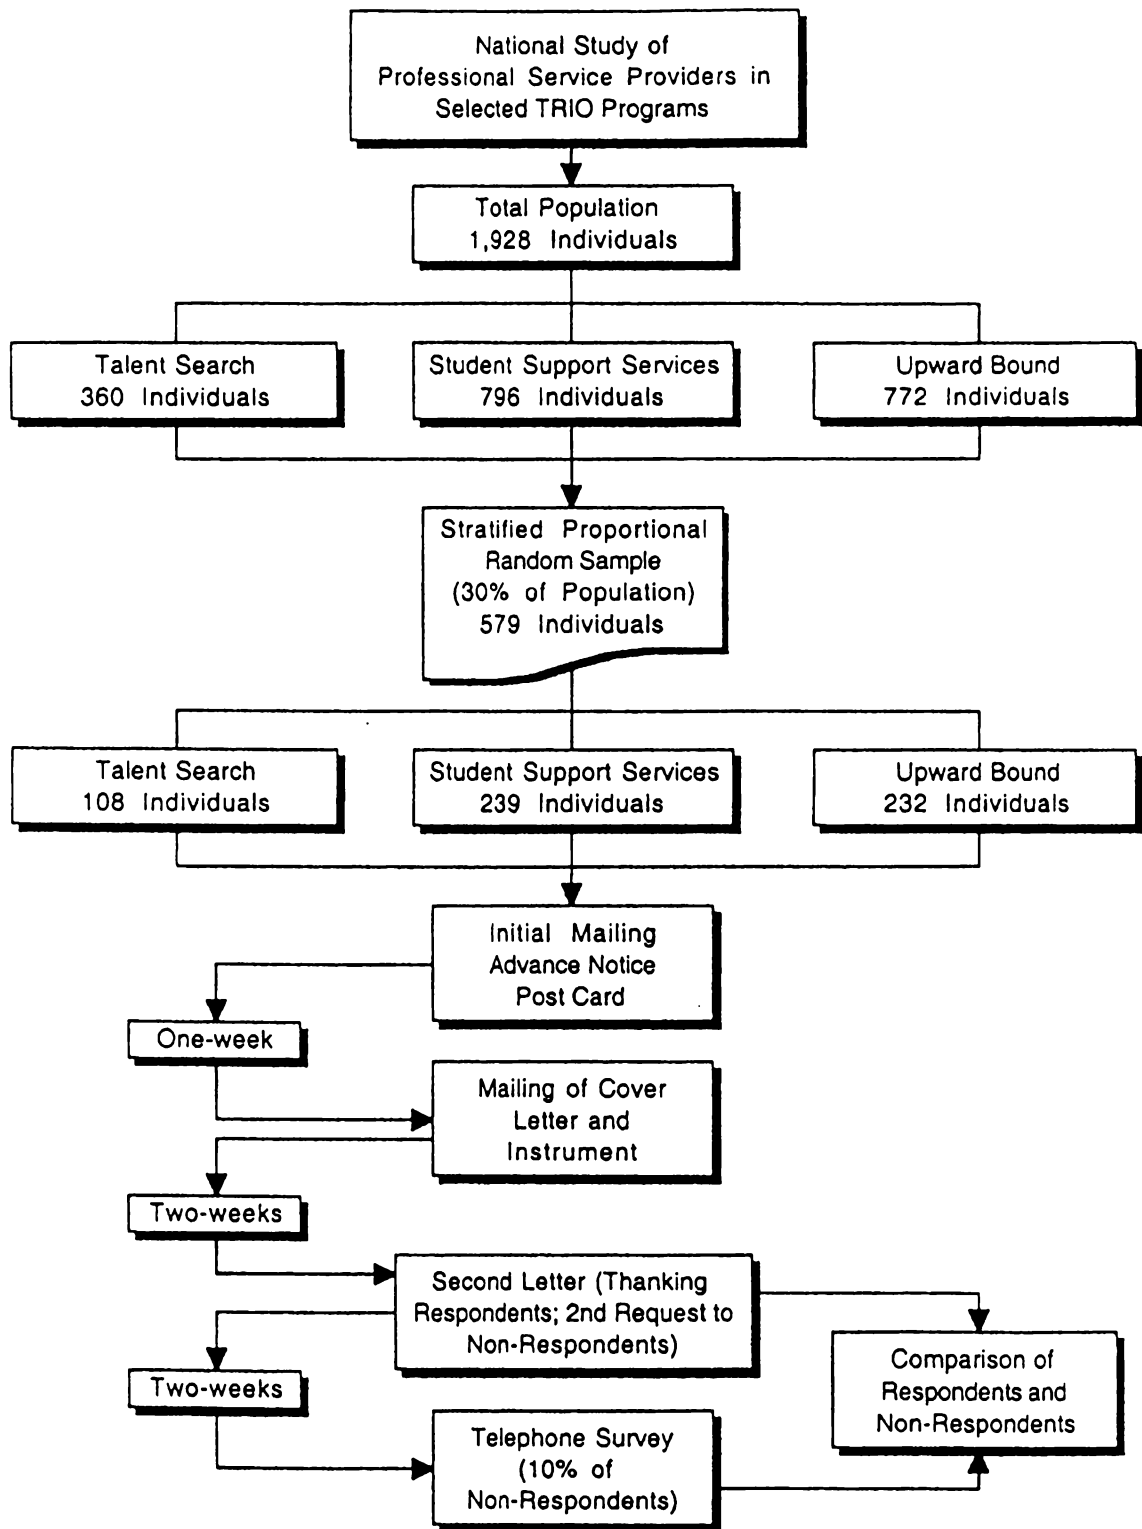 National Study of
Professional Service Providers in
Selected TRIO Programs
Total Population
1,928 Individuals
Talent Search
360 Individuals
Student Support Services
796 Individuals
Upward Bound
772 Individuals
Stratified Proportional
Random Sample
(30% of Population)
579 Individuals
Talent Search
108 Individuals
Student Support Services
239 Individuals
Upward Bound
232 Individuals
Initial Mailing
Advance Notice
Post Card
One-week
Mailing of Cover
Letter and
Instrument
Two-weeks
Second Letter (Thanking
Respondents; 2nd Request to
Non-Respondents)
Two-weeks
Comparison of
Respondents and
Non-Respondents
Telephone Survey
(10% of
Non-Respondents)